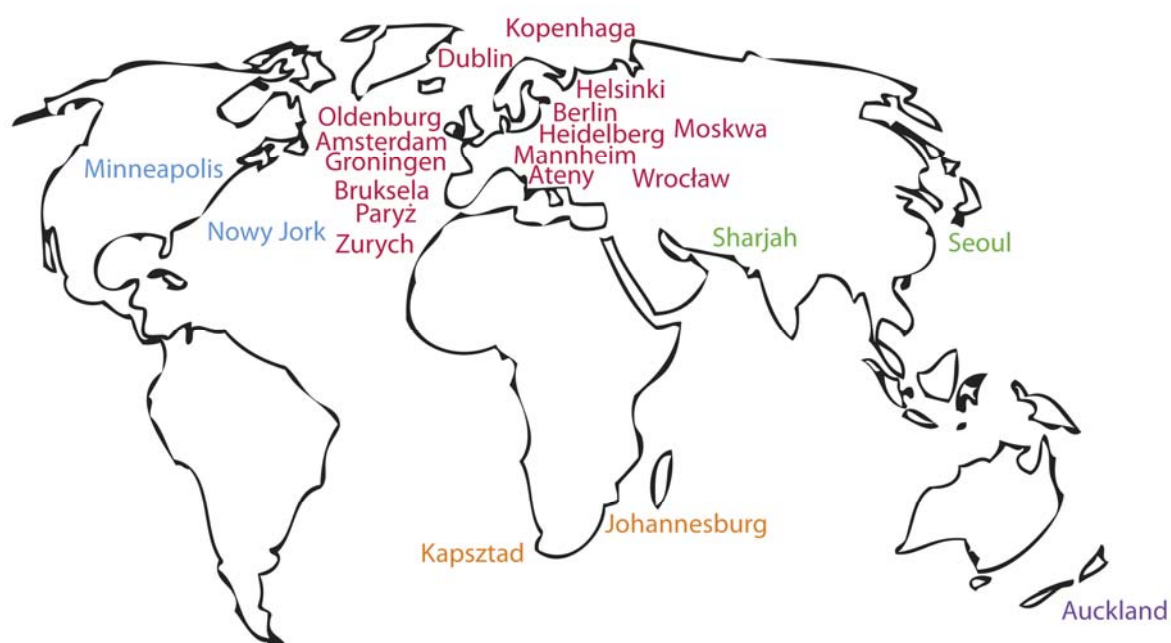 Kopenhaga
Dublin
Helsinki
Oldenburg
Berlin
Heidelberg
Moskwa
Amsterdam
Groningen
Mannheim
Minneapolis
Ateny
Wrocław
Bruksela
Paryż
Nowy Jork
Zurych
Sharjah
Seoul
Johannesburg
Kapsztad
Auckland